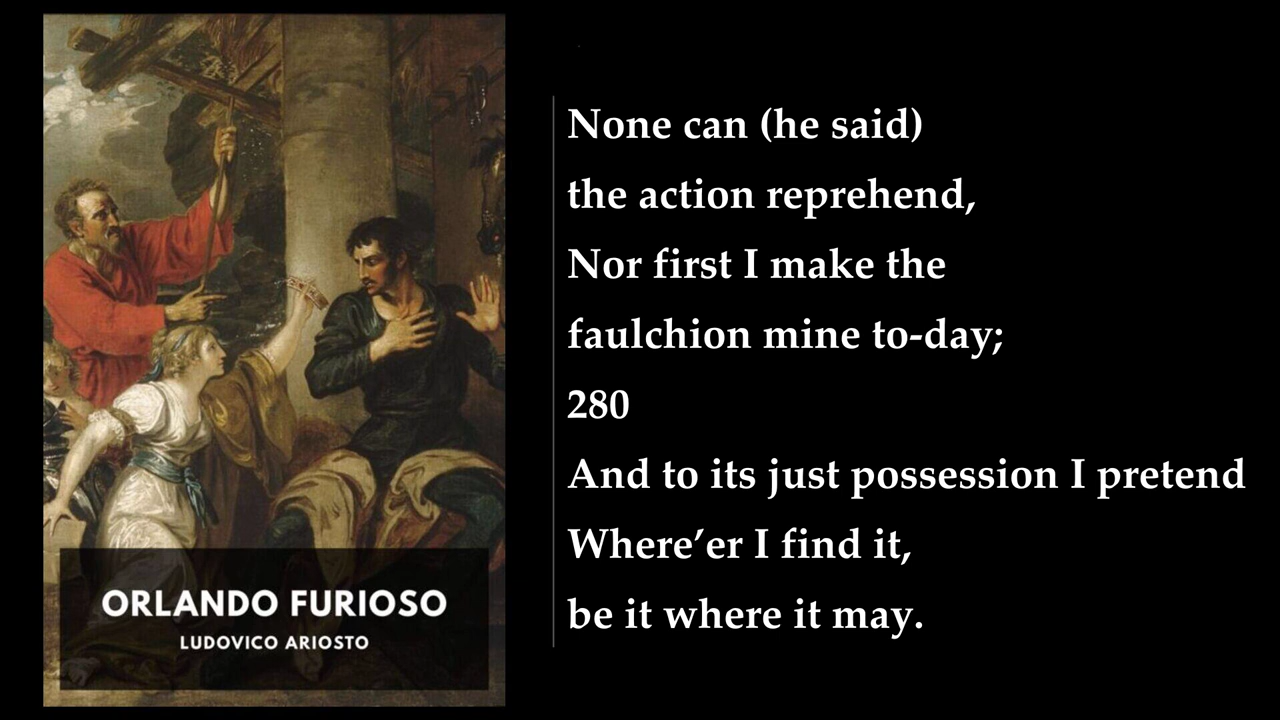 ORLANDO FURIOSO
LUDOVICO ARIOSTO
None can (he said)
the action reprehend,
Nor first I make the
faulchion mine to-day;
280
And to its just possession I pretend
Where’er I find it,
be it where it may.